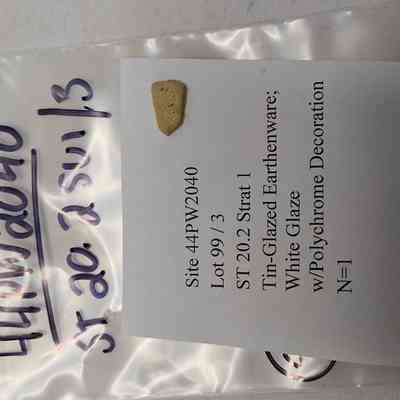 44PW2040
ST 20.2 SW1/3
Site 44PW2040
Lot 99 / 3
ST 20.2 Strat 1
Tin-Glazed Earthenware;
White Glaze
w/Polychrome Decoration
N=1